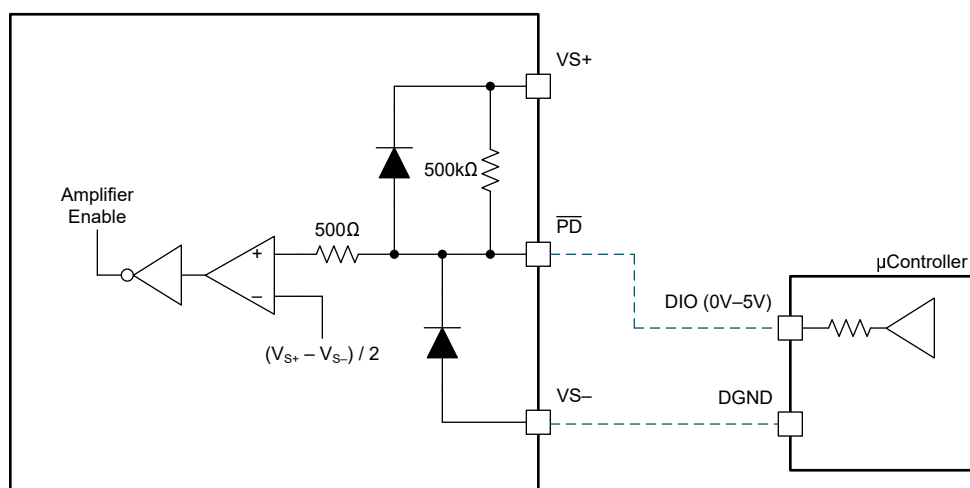 VS+
500kΩ
Amplifier
Enable
500Ω
PD
+
–
µController
DIO (0V–5V)
(VS+ – VS–) / 2
VS–
DGND